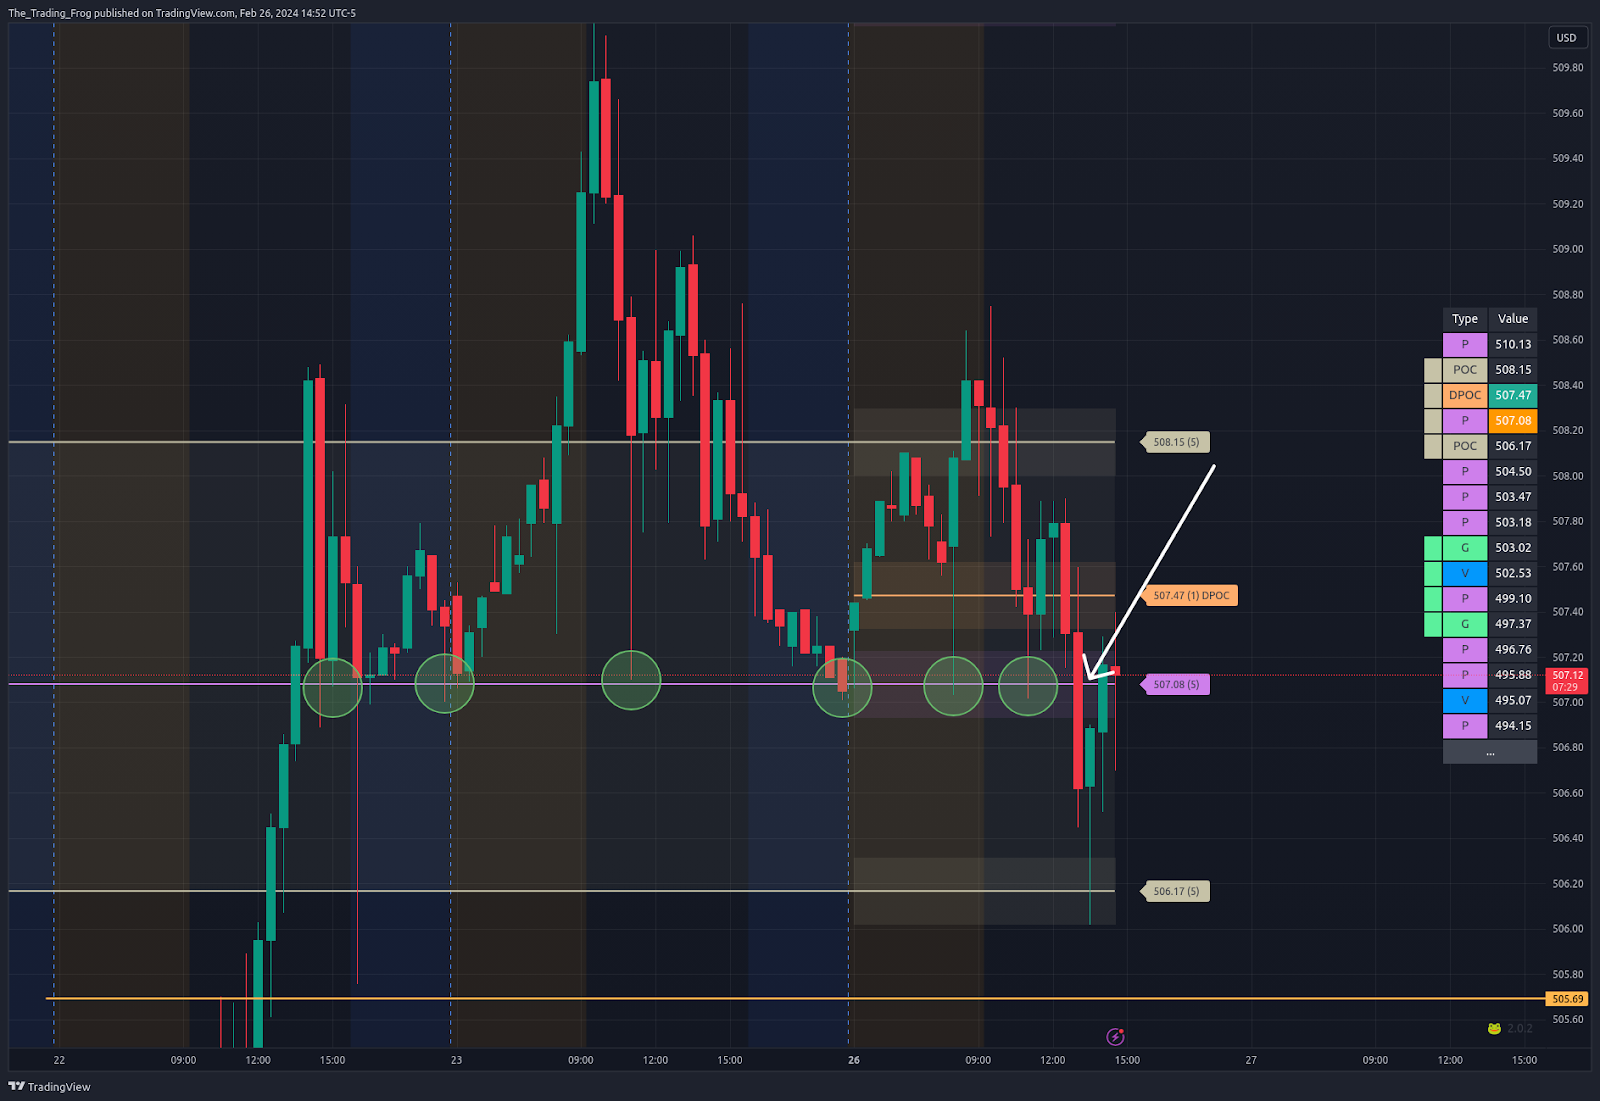 The_Trading_Frog published on TradingView.com, Feb 26, 2024 14:52 UTC-5
USD
509.80
509.60
509.40
509.20
509.00
508.80
508.60
508.40
508.20
508.00
507.80
507.60
507.40
507.20
507.12
07:29
507.00
506.80
506.60
506.40
506.20
506.00
505.80
505.69
505.60
Type Value
P 510.13
POC 508.15
DPOC 507.47
P 507.08
POC 506.17
P 504.50
P 503.47
P 503.18
G 503.02
V 502.53
P 499.10
G 497.37
P 496.76
P 495.88
V 495.07
P 494.15
...
508.15 (5)
507.47 (1) DPOC
507.08 (5)
506.17 (5)
2.0.2
22 09:00 12:00 15:00 23 09:00 12:00 15:00 26 09:00 12:00 15:00 27 09:00 12:00 15:00
TradingView